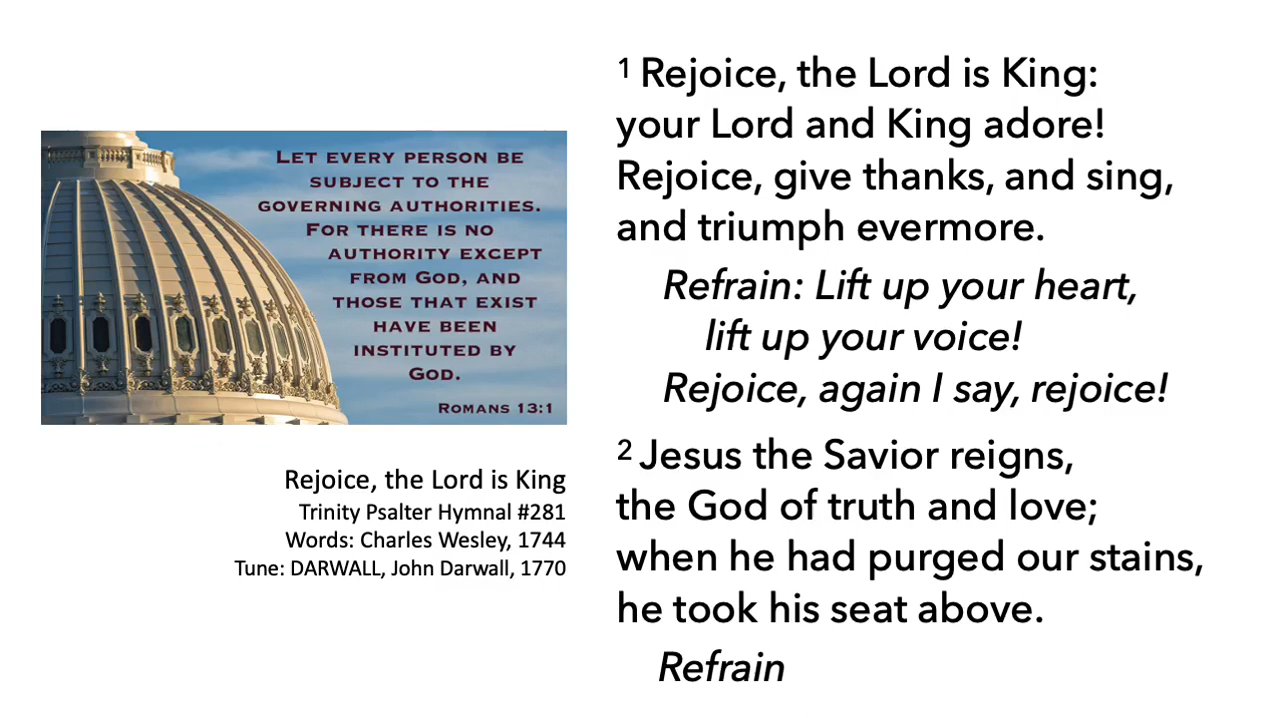 LET EVERY PERSON BE
SUBJECT TO THE
GOVERNING AUTHORITIES.
FOR THERE IS NO
AUTHORITY EXCEPT
FROM GOD, AND
THOSE THAT EXIST
HAVE BEEN
INSTITUTED BY
GOD.
ROMANS 13:1
Rejoice, the Lord is King
Trinity Psalter Hymnal #281
Words: Charles Wesley, 1744
Tune: DARWALL, John Darwall, 1770
1 Rejoice, the Lord is King:
your Lord and King adore!
Rejoice, give thanks, and sing,
and triumph evermore.
Refrain: Lift up your heart,
lift up your voice!
Rejoice, again I say, rejoice!
2 Jesus the Savior reigns,
the God of truth and love;
when he had purged our stains,
he took his seat above.
Refrain